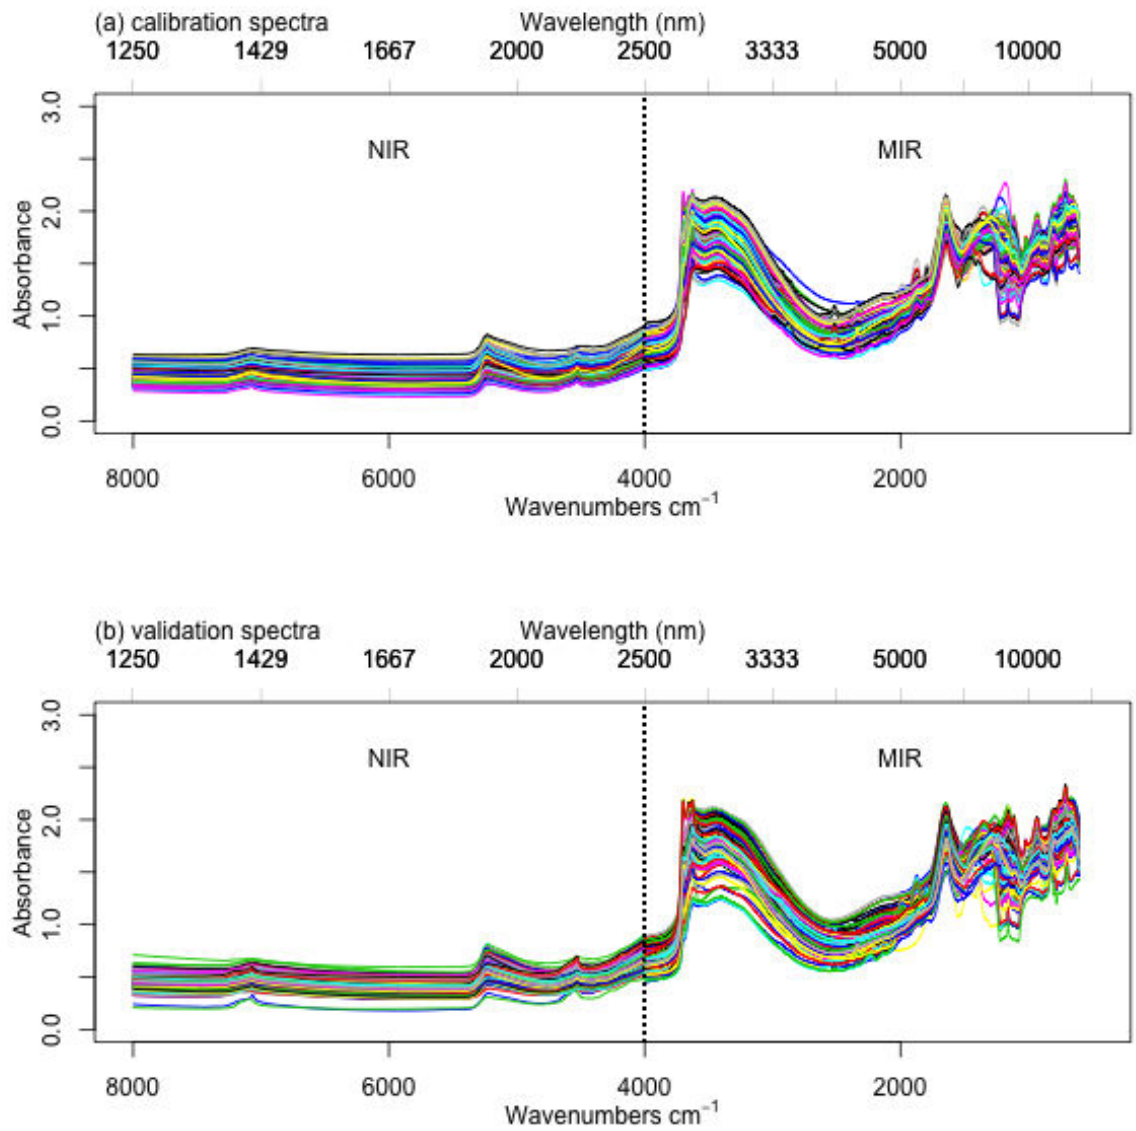 (a) calibration spectra Wavelength (nm)
1250 1429 1667 2000 2500 3333 5000 10000
NIR MIR
Absorbance
3.0
2.0
1.0
0.0
8000 6000 4000 2000
Wavenumbers cm⁻¹
(b) validation spectra Wavelength (nm)
1250 1429 1667 2000 2500 3333 5000 10000
NIR MIR
Absorbance
3.0
2.0
1.0
0.0
8000 6000 4000 2000
Wavenumbers cm⁻¹